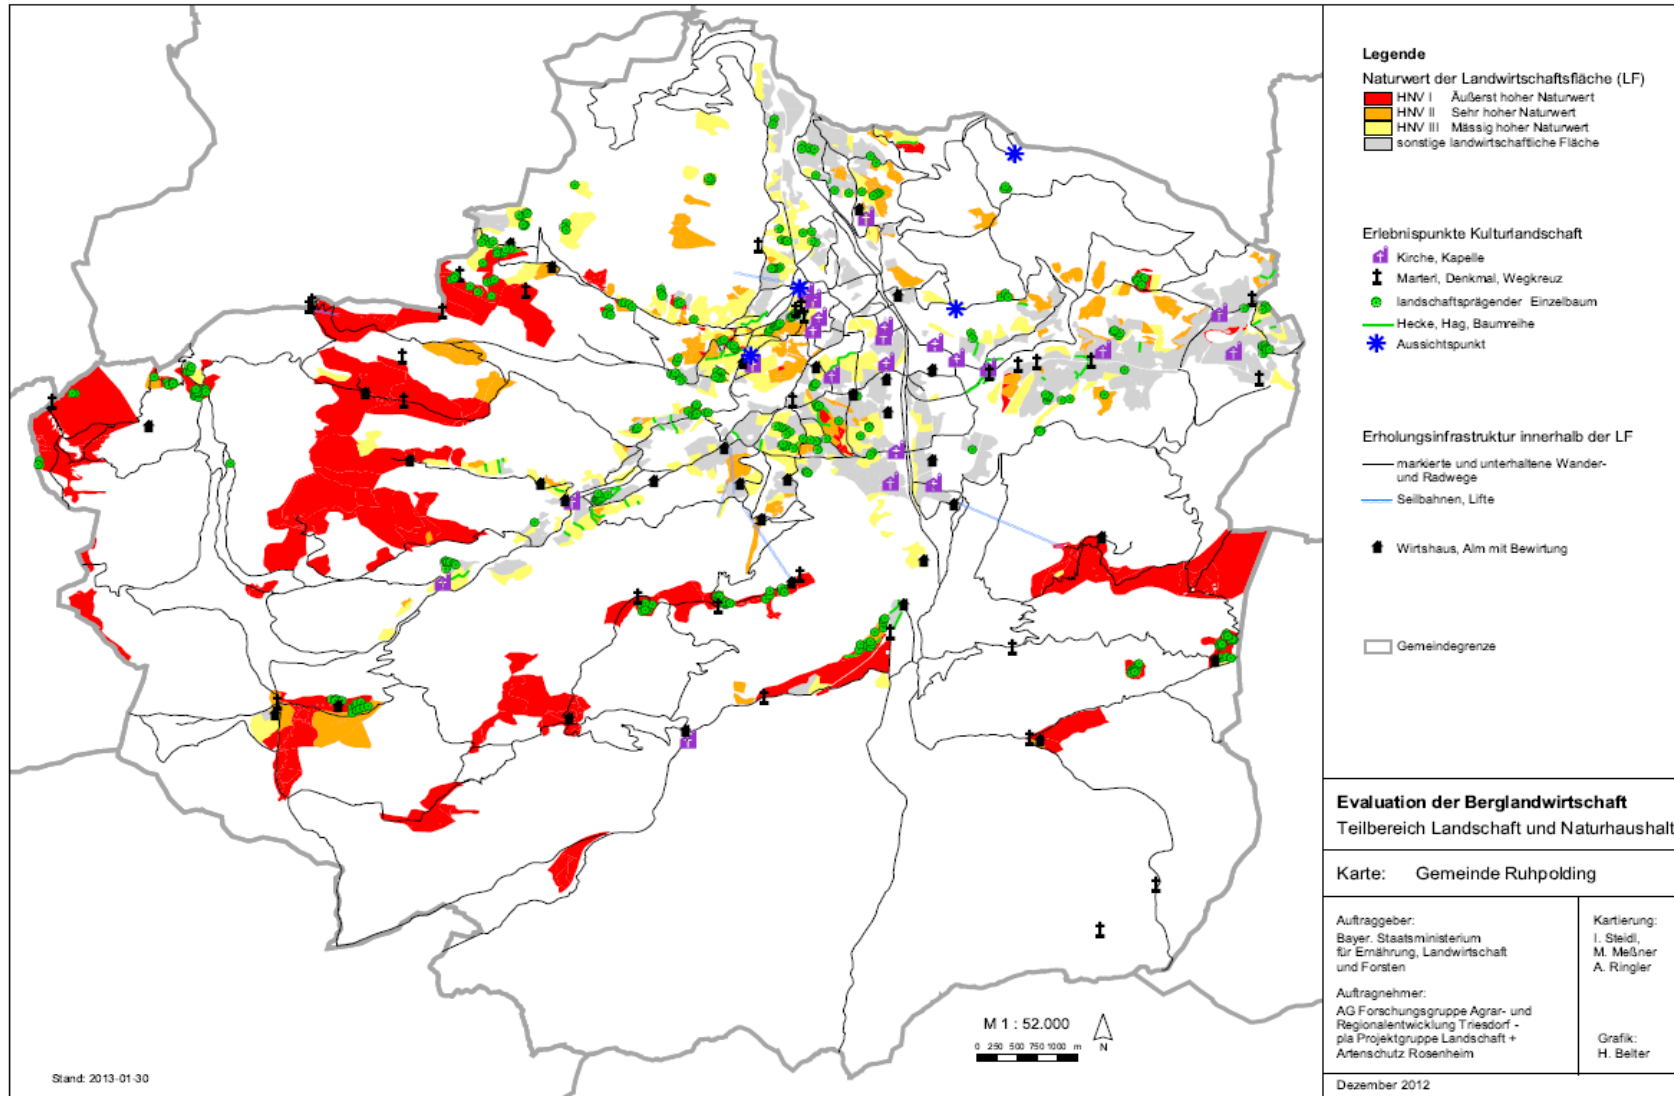 Legende
Naturwert der Landwirtschaftsfläche (LF)
HNV I Äußerst hoher Naturwert
HNV II Sehr hoher Naturwert
HNV III Mässig hoher Naturwert
sonstige landwirtschaftliche Fläche
Erlebnispunkte Kulturlandschaft
Kirche, Kapelle
Marterl, Denkmal, Wegkreuz
landschaftsprägender Einzelbaum
Hecke, Hag, Baumreihe
Aussichtspunkt
Erholungsinfrastruktur innerhalb der LF
markierte und unterhaltene Wander-
und Radwege
Seilbahnen, Lifte
Wirtshaus, Alm mit Bewirtung
Gemeindegrenze
Evaluation der Berglandwirtschaft
Teilbereich Landschaft und Naturhaushalt
Karte: Gemeinde Ruhpolding
Auftraggeber:
Bayer. Staatsministerium
für Ernährung, Landwirtschaft
und Forsten
Auftragnehmer:
AG Forschungsgruppe Agrar- und
Regionalentwicklung Triesdorf -
pla Projektgruppe Landschaft +
Artenschutz Rosenheim
Kartierung:
I. Steidl,
M. Meßner
A. Ringler
Grafik:
H. Belter
Dezember 2012
M 1 : 52.000
0 250 500 750 1000 m
N
Stand: 2013-01-30